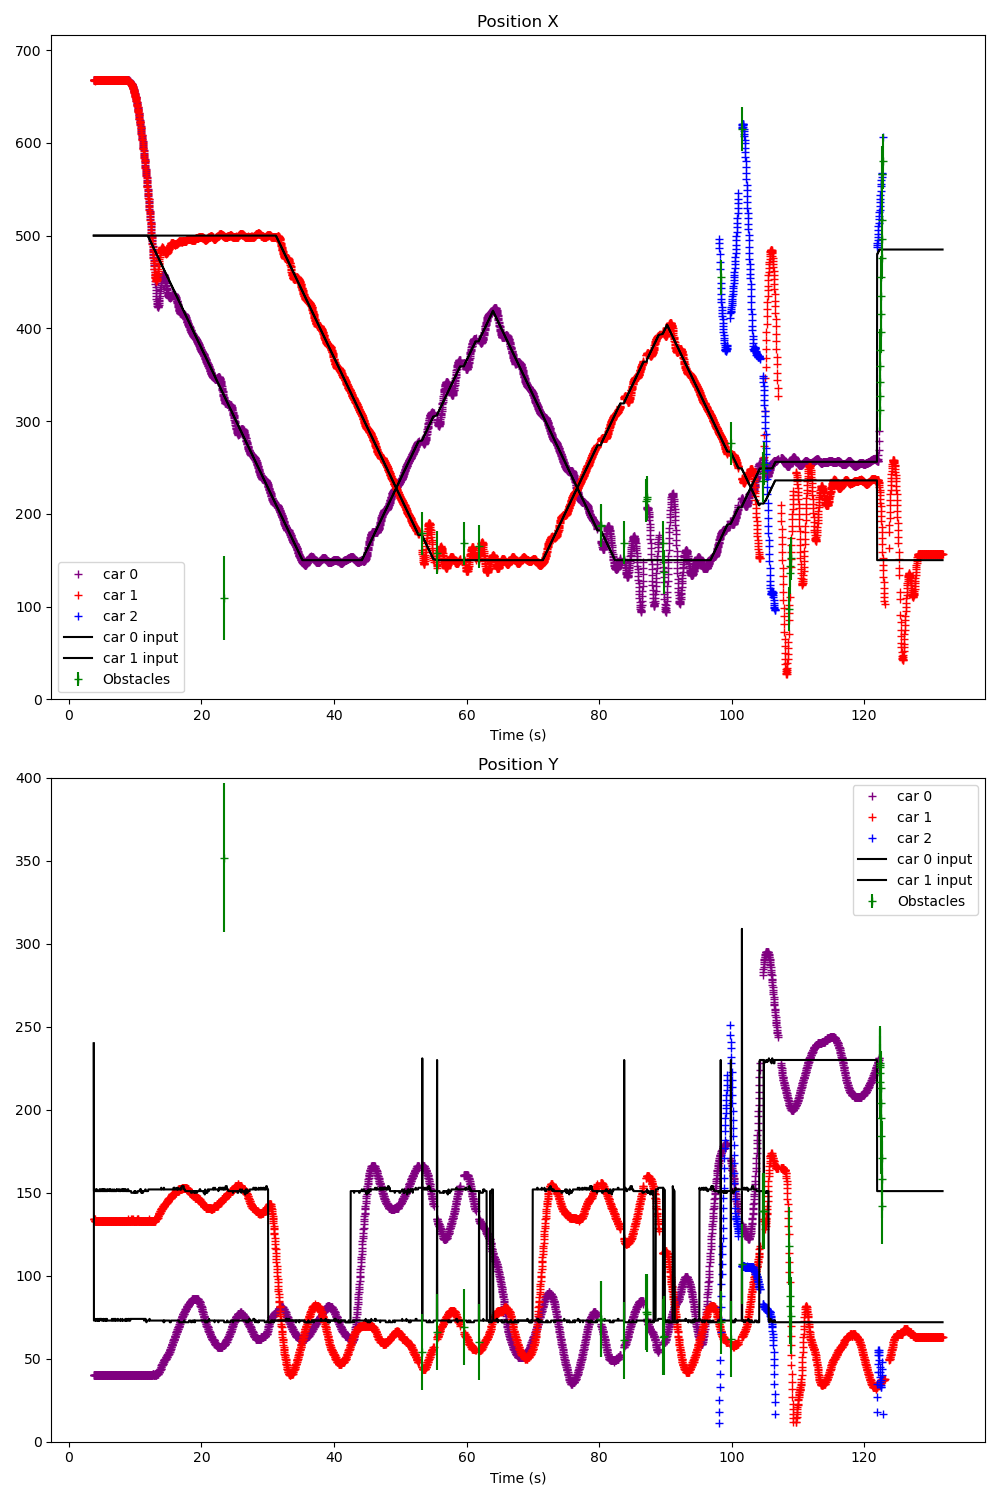 Position X
700
600
500
400
300
200
100
0
car 0
car 1
car 2
car 0 input
car 1 input
Obstacles
0 20 40 60 80 100 120
Time (s)
Position Y
400
350
300
250
200
150
100
50
0
car 0
car 1
car 2
car 0 input
car 1 input
Obstacles
0 20 40 60 80 100 120
Time (s)